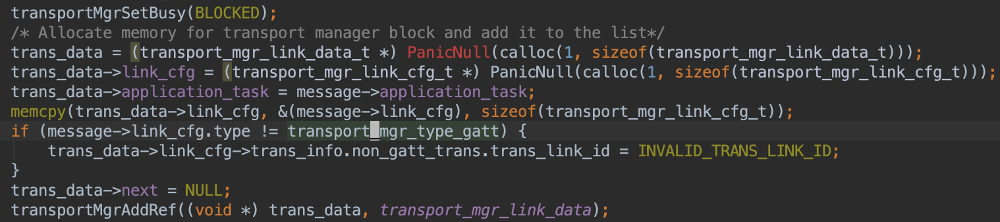 transportMgrSetBusy(BLOCKED);
/* Allocate memory for transport manager block and add it to the list*/
trans_data = (transport_mgr_link_data_t *) PanicNull(calloc(1, sizeof(transport_mgr_link_data_t)));
trans_data->link_cfg = (transport_mgr_link_cfg_t *) PanicNull(calloc(1, sizeof(transport_mgr_link_cfg_t)));
trans_data->application_task = message->application_task;
memcpy(trans_data->link_cfg, &(message->link_cfg), sizeof(transport_mgr_link_cfg_t));
if (message->link_cfg.type != transport_mgr_type_gatt) {
    trans_data->link_cfg->trans_info.non_gatt_trans.trans_link_id = INVALID_TRANS_LINK_ID;
}
trans_data->next = NULL;
transportMgrAddRef((void *) trans_data, transport_mgr_link_data);